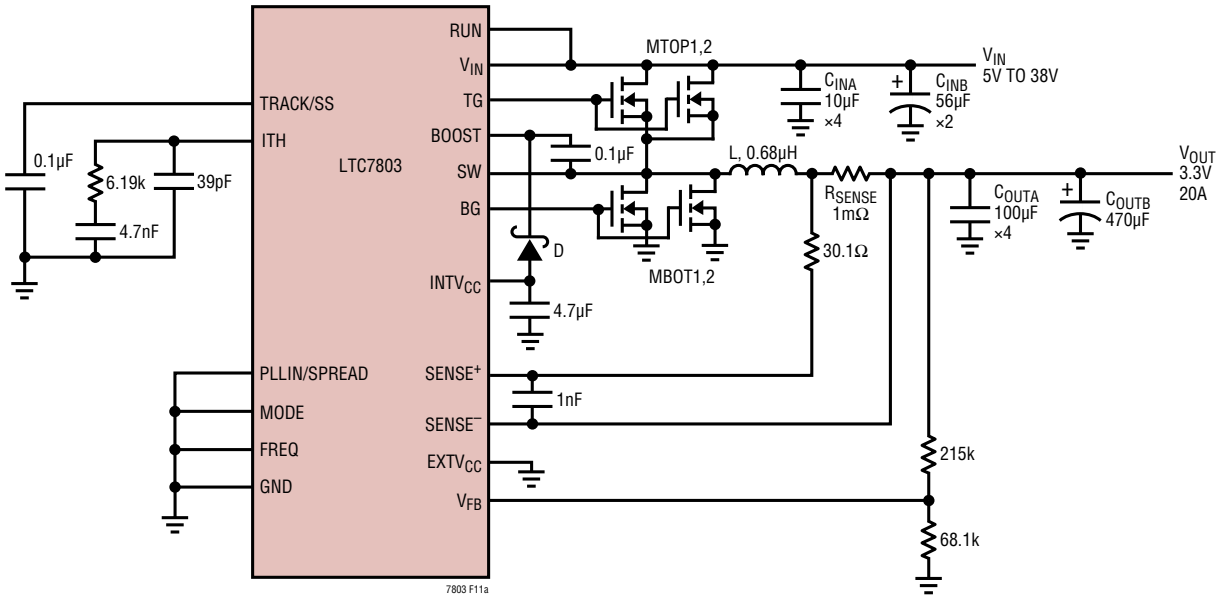 RUN
VIN
TG
BOOST
SW
BG
INTVCC
SENSE+
SENSE−
EXTVCC
VFB
TRACK/SS
ITH
PLLIN/SPREAD
MODE
FREQ
GND
LTC7803
0.1µF
6.19k
39pF
4.7nF
MTOP1,2
CINA
10µF
×4
+
CINB
56µF
×2
VIN
5V TO 38V
0.1µF
L, 0.68µH
RSENSE
1mΩ
30.1Ω
COUTA
100µF
×4
+
COUTB
470µF
VOUT
3.3V
20A
D
MBOT1,2
4.7µF
1nF
215k
68.1k
7803 F11a